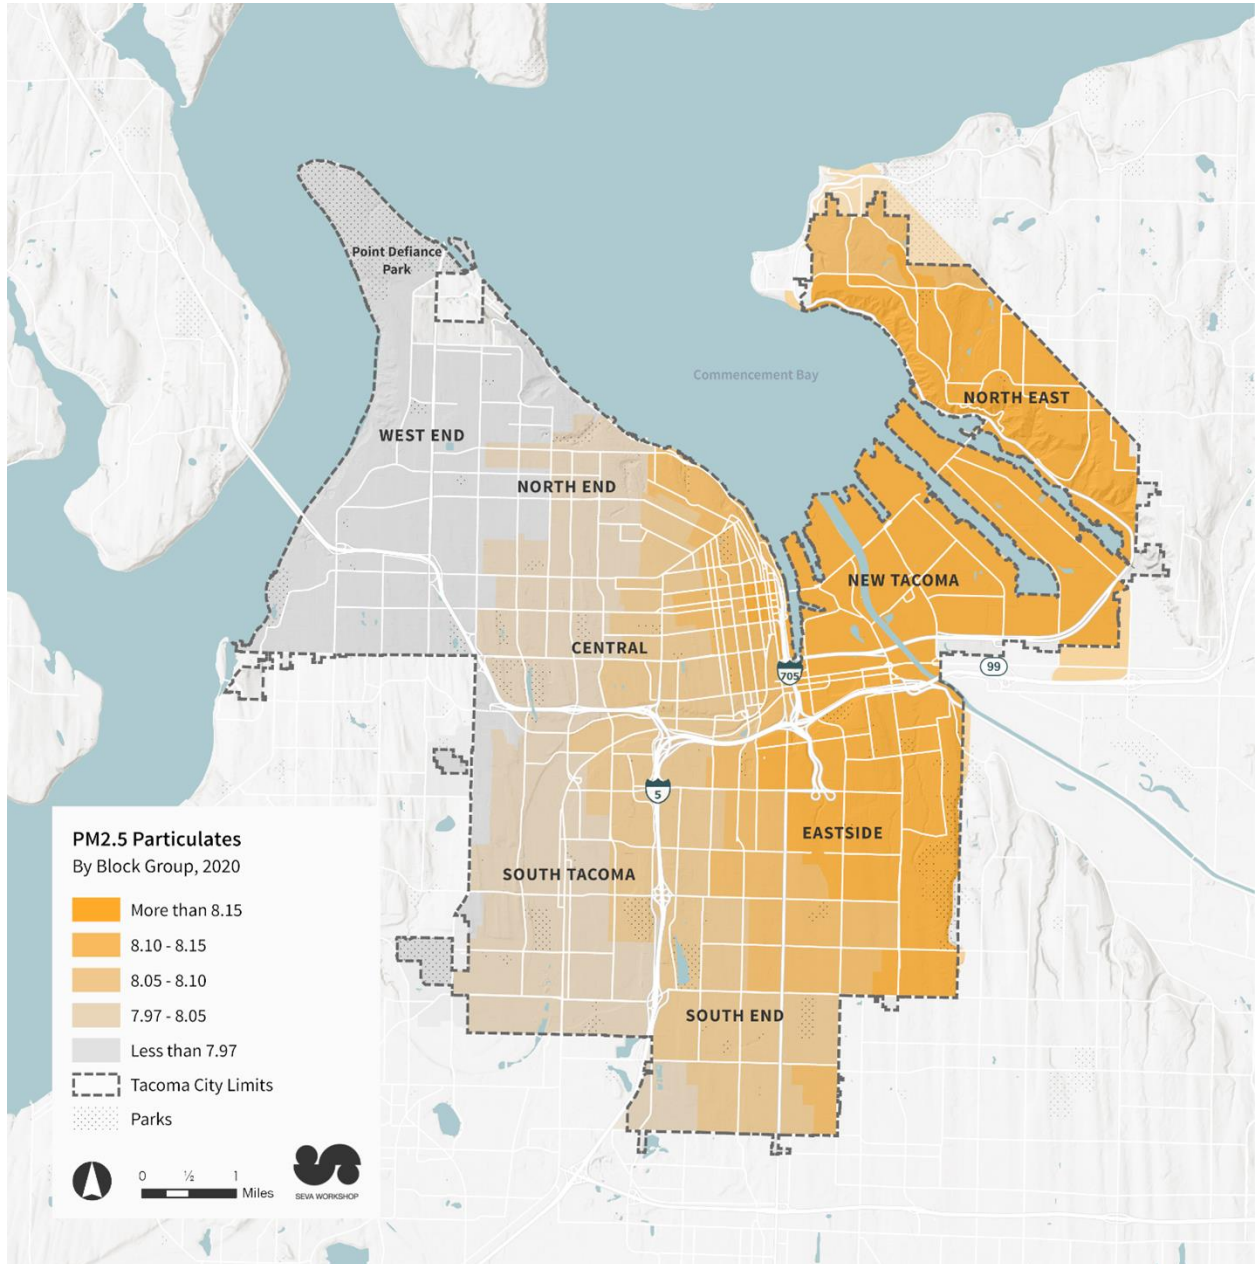 Point Defiance
Park
Commencement Bay
NORTH EAST
WEST END
NORTH END
NEW TACOMA
CENTRAL
705
99
5
EASTSIDE
SOUTH TACOMA
SOUTH END
PM2.5 Particulates
By Block Group, 2020
More than 8.15
8.10 - 8.15
8.05 - 8.10
7.97 - 8.05
Less than 7.97
Tacoma City Limits
Parks
0 ½ 1
Miles
SEVA WORKSHOP